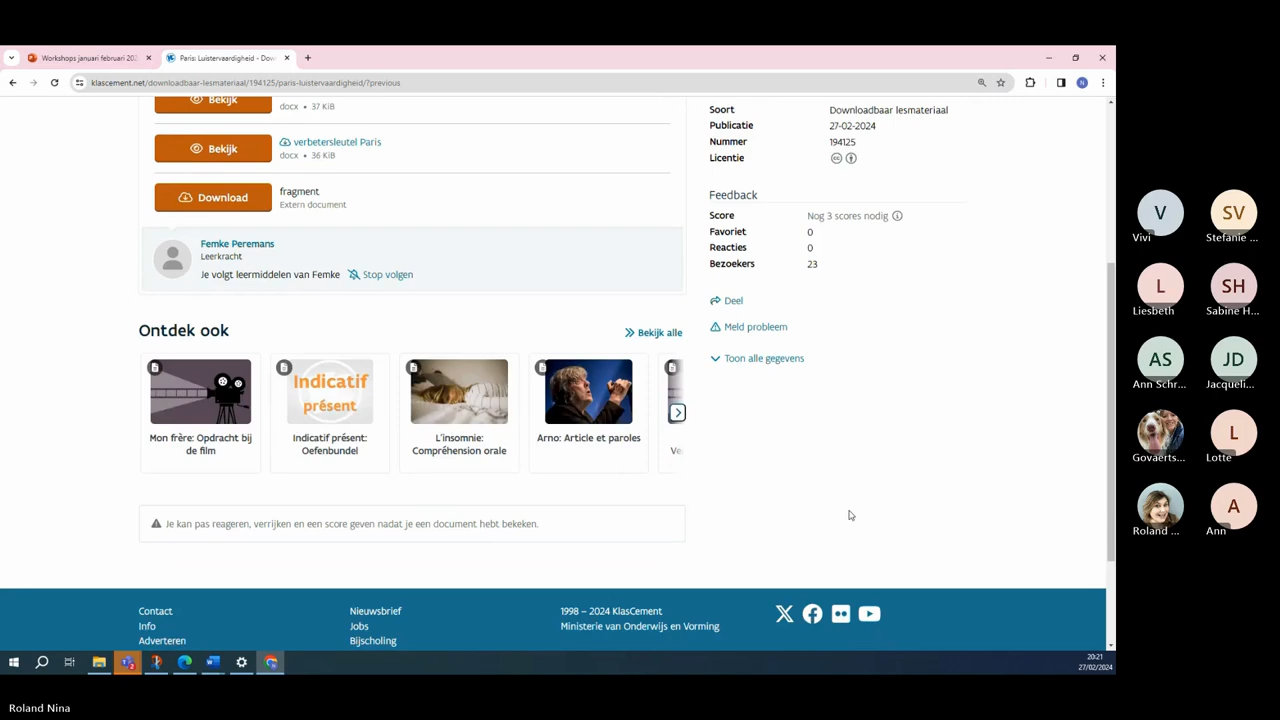 Workshops januari februari 202
Paris: Luistervaardigheid - Dow
klascement.net/downloadbaar-lesmateriaal/194125/paris-luistervaardigheid/?previous
N
Bekijk
docx • 37 KiB
Bekijk
verbetersleutel Paris
docx • 36 KiB
Download
fragment
Extern document
Femke Peremans
Leerkracht
Je volgt leermiddelen van Femke
Stop volgen
Soort
Downloadbaar lesmateriaal
Publicatie
27-02-2024
Nummer
194125
Licentie
Feedback
Score
Nog 3 scores nodig
Favoriet
0
Reacties
0
Bezoekers
23
Deel
Meld probleem
Toon alle gegevens
Ontdek ook
Bekijk alle
Mon frère: Opdracht bij
de film
Indicatif
présent
Indicatif présent:
Oefenbundel
L'insomnie:
Compréhension orale
Arno: Article et paroles
Ve
Je kan pas reageren, verrijken en een score geven nadat je een document hebt bekeken.
Contact
Info
Adverteren
Nieuwsbrief
Jobs
Bijscholing
1998 – 2024 KlasCement
Ministerie van Onderwijs en Vorming
20:21
27/02/2024
V
Vivi
SV
Stefanie ...
L
Liesbeth
SH
Sabine H...
AS
Ann Schr...
JD
Jacqueli...
Govaerts...
L
Lotte
Roland ...
A
Ann
Roland Nina